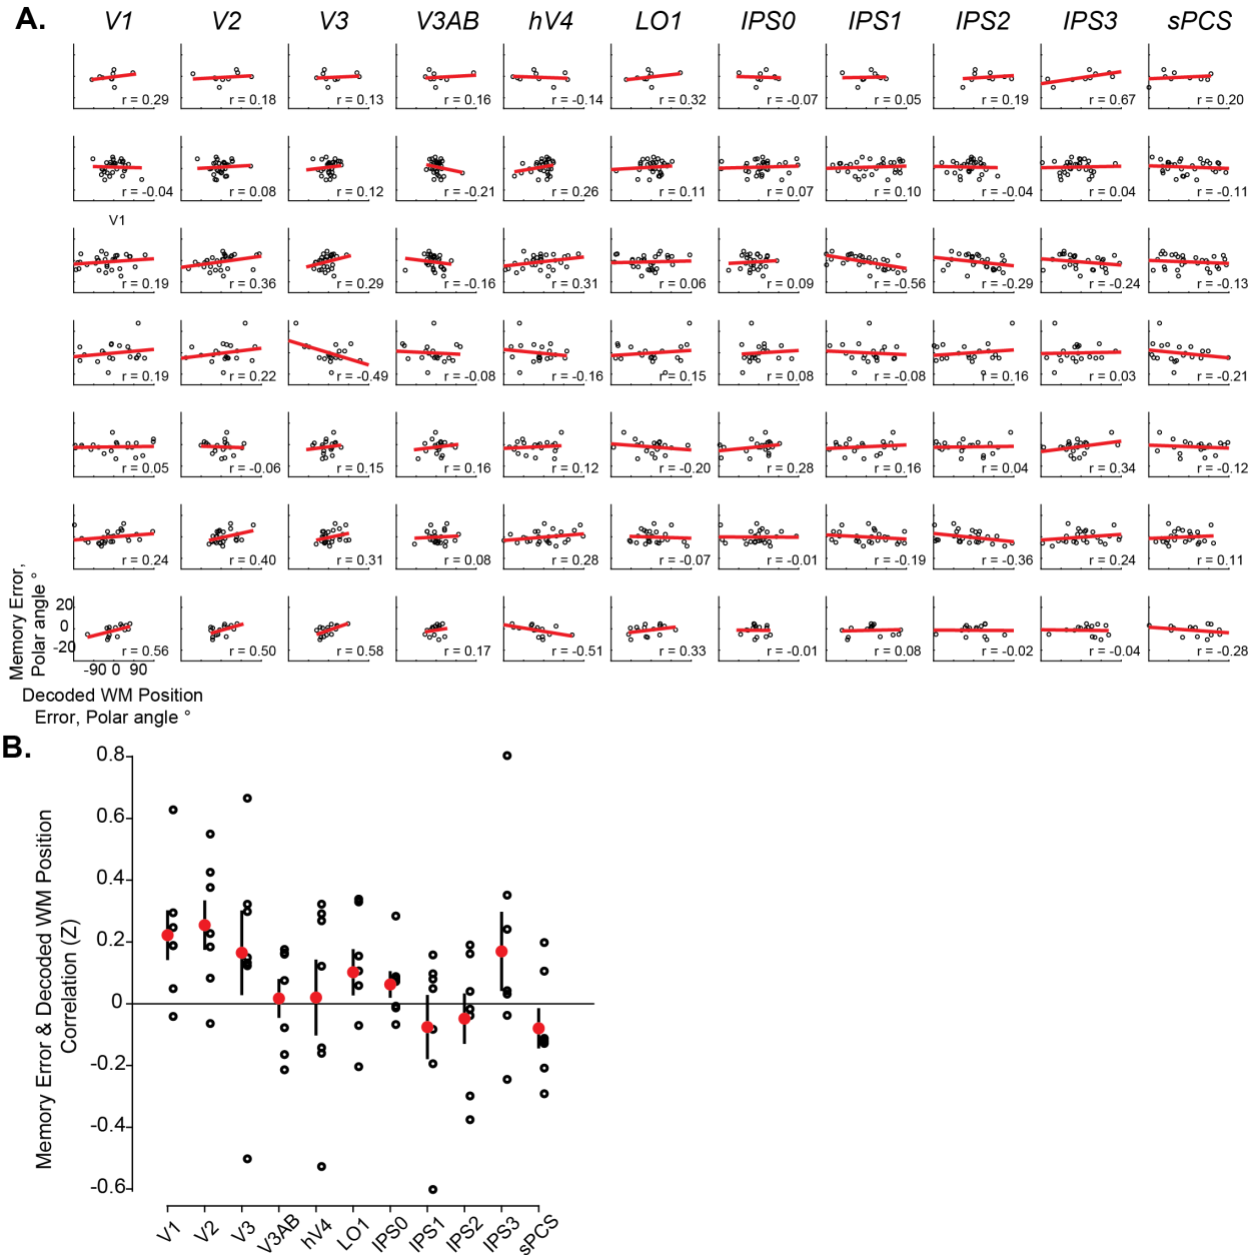 A.
V1 V2 V3 V3AB hV4 LO1 IPS0 IPS1 IPS2 IPS3 sPCS
r = 0.29 r = 0.18 r = 0.13 r = 0.16 r = -0.14 r = 0.32 r = -0.07 r = 0.05 r = 0.19 r = 0.67 r = 0.20
r = -0.04 r = 0.08 r = 0.12 r = -0.21 r = 0.26 r = 0.11 r = 0.07 r = 0.10 r = -0.04 r = 0.04 r = -0.11
V1
r = 0.19 r = 0.36 r = 0.29 r = -0.16 r = 0.31 r = 0.06 r = 0.09 r = -0.56 r = -0.29 r = -0.24 r = -0.13
r = 0.19 r = 0.22 r = -0.49 r = -0.08 r = -0.16 r = 0.15 r = 0.08 r = -0.08 r = 0.16 r = 0.03 r = -0.21
r = 0.05 r = -0.06 r = 0.15 r = 0.16 r = 0.12 r = -0.20 r = 0.28 r = 0.16 r = 0.04 r = 0.34 r = -0.12
r = 0.24 r = 0.40 r = 0.31 r = 0.08 r = 0.28 r = -0.07 r = -0.01 r = -0.19 r = -0.36 r = 0.24 r = 0.11
Memory Error,
Polar angle °
20
0
-20
r = 0.56 r = 0.50 r = 0.58 r = 0.17 r = -0.51 r = 0.33 r = -0.01 r = 0.08 r = -0.02 r = -0.04 r = -0.28
-90 0 90
Decoded WM Position
Error, Polar angle °
B.
Memory Error & Decoded WM Position
Correlation (Z)
0.8
0.6
0.4
0.2
0
-0.2
-0.4
-0.6
V1 V2 V3 V3AB hV4 LO1 IPS0 IPS1 IPS2 IPS3 sPCS